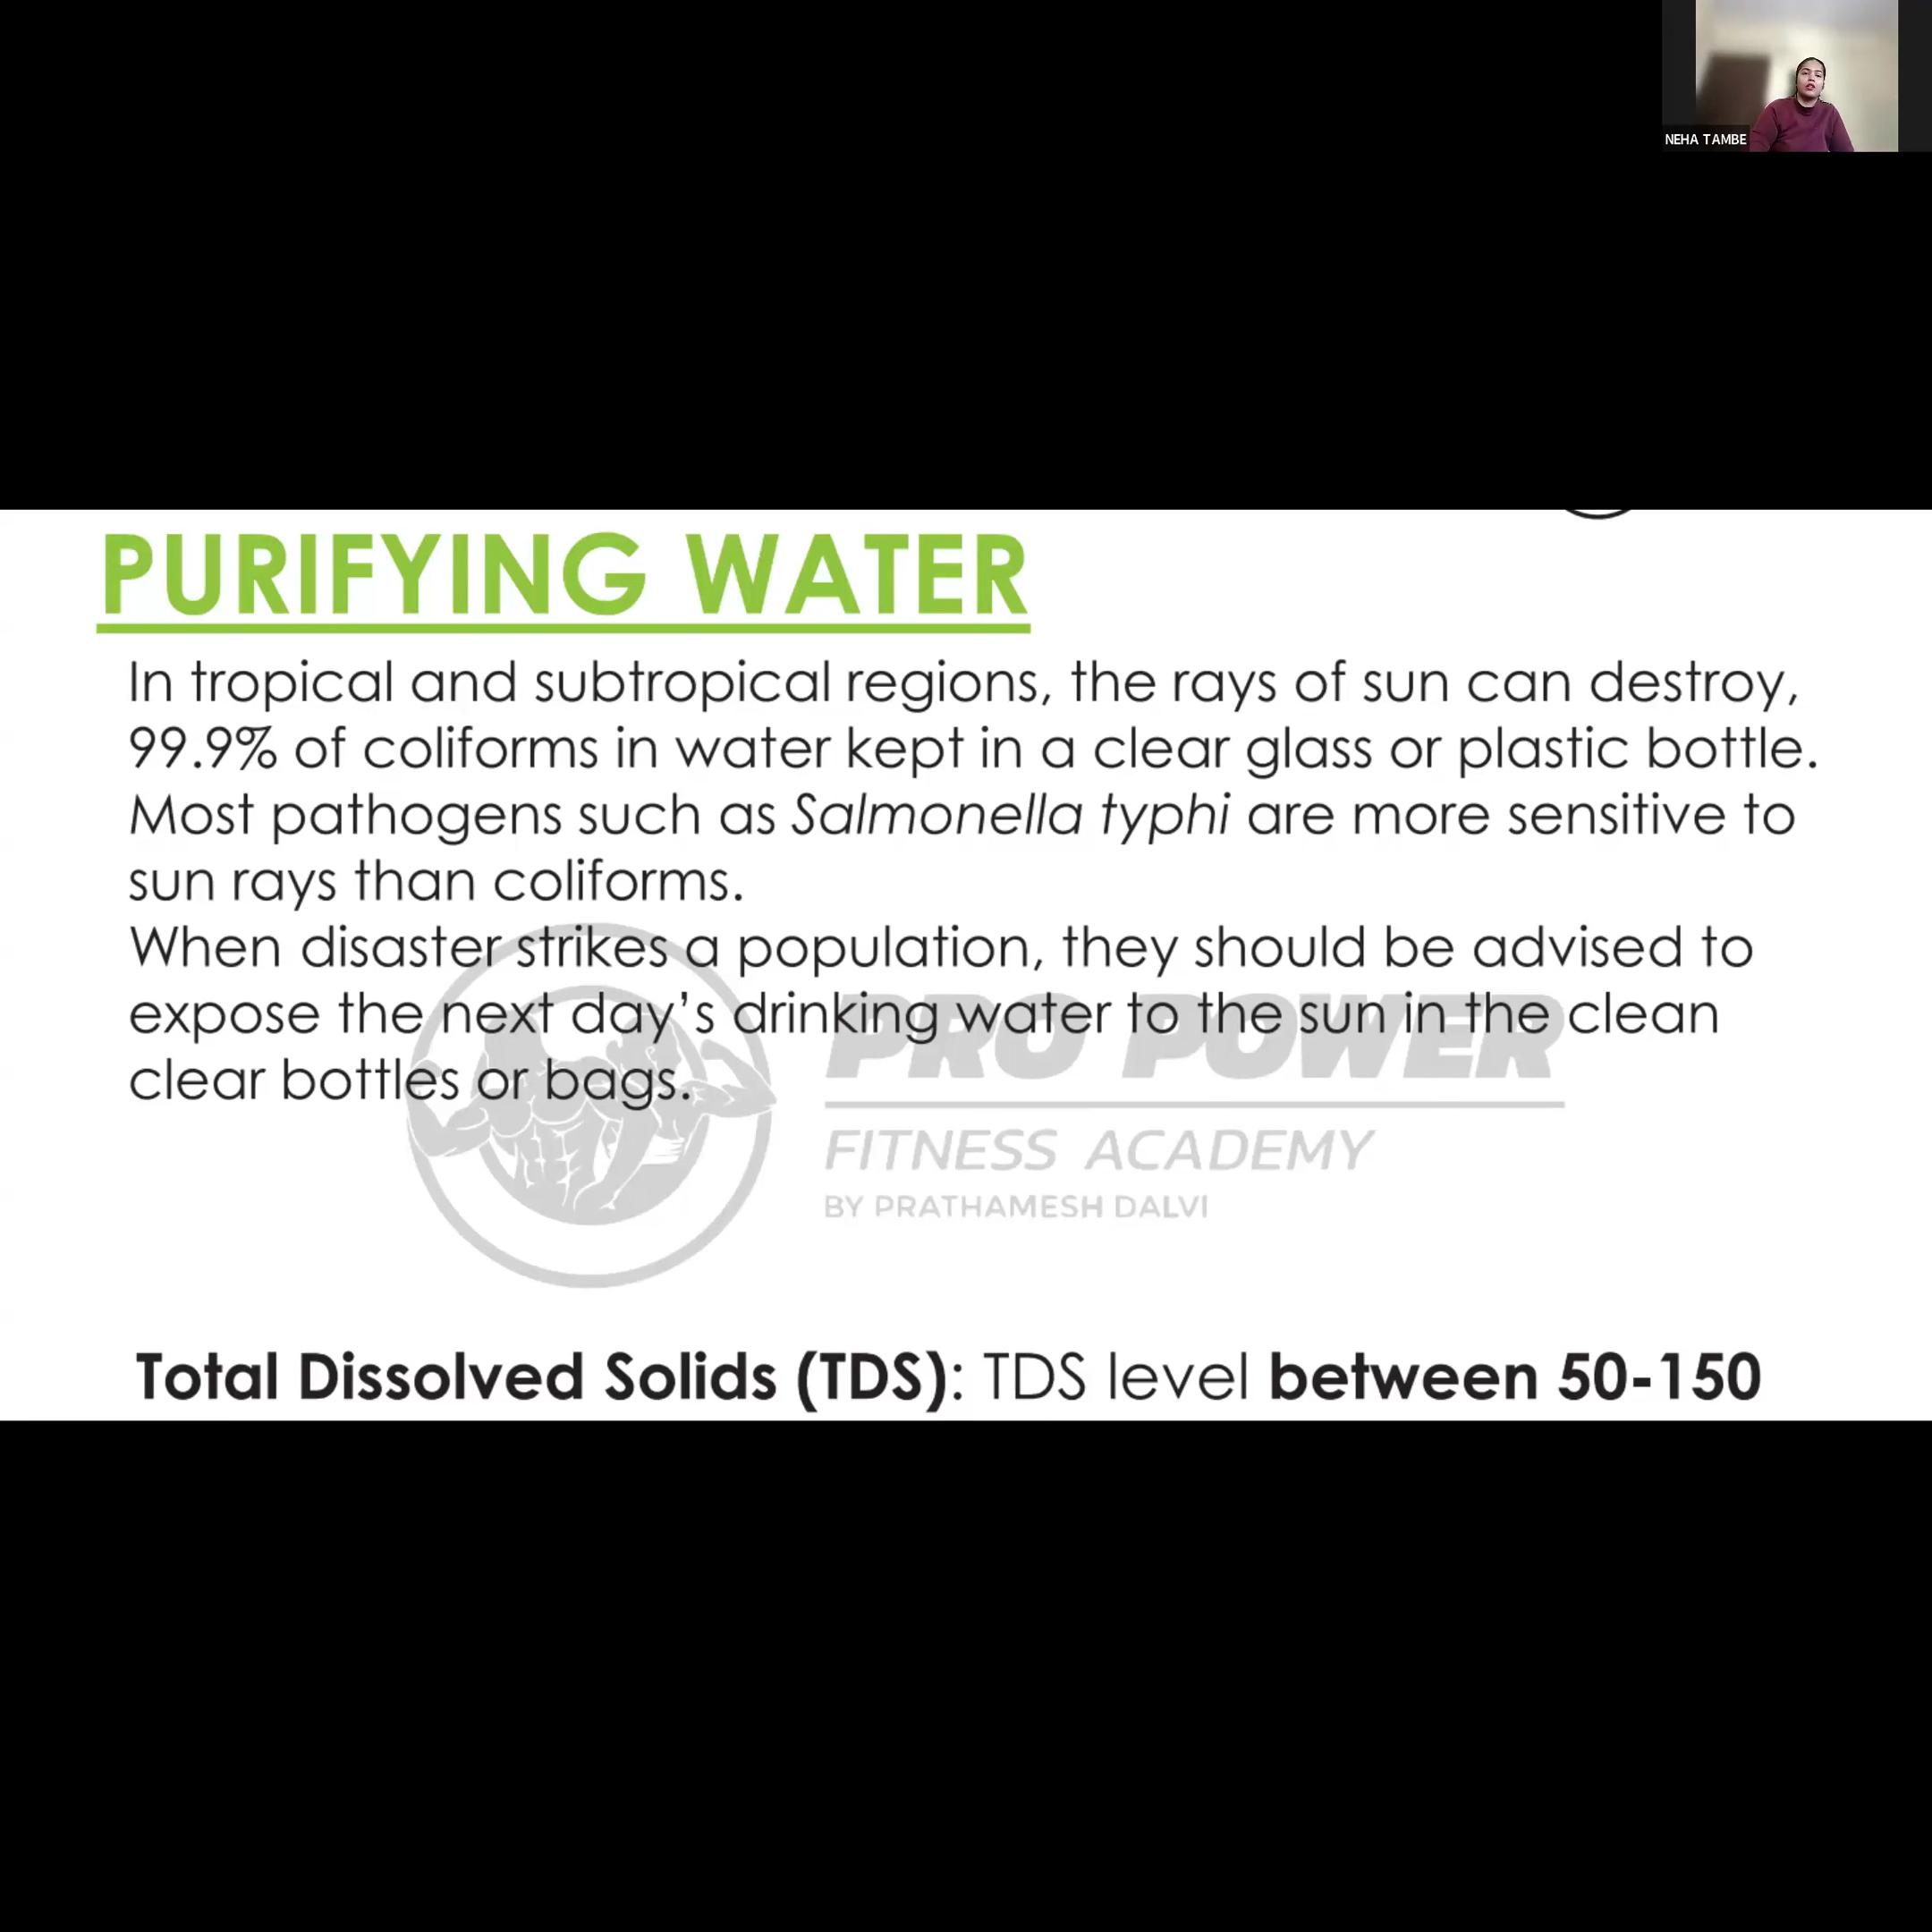 NEHA TAMBE
PURIFYING WATER
In tropical and subtropical regions, the rays of sun can destroy,
99.9% of coliforms in water kept in a clear glass or plastic bottle.
Most pathogens such as Salmonella typhi are more sensitive to
sun rays than coliforms.
When disaster strikes a population, they should be advised to
expose the next day’s drinking water to the sun in the clean
clear bottles or bags.
PRO POWER
FITNESS ACADEMY
BY PRATHAMESH DALVI
Total Dissolved Solids (TDS): TDS level between 50-150